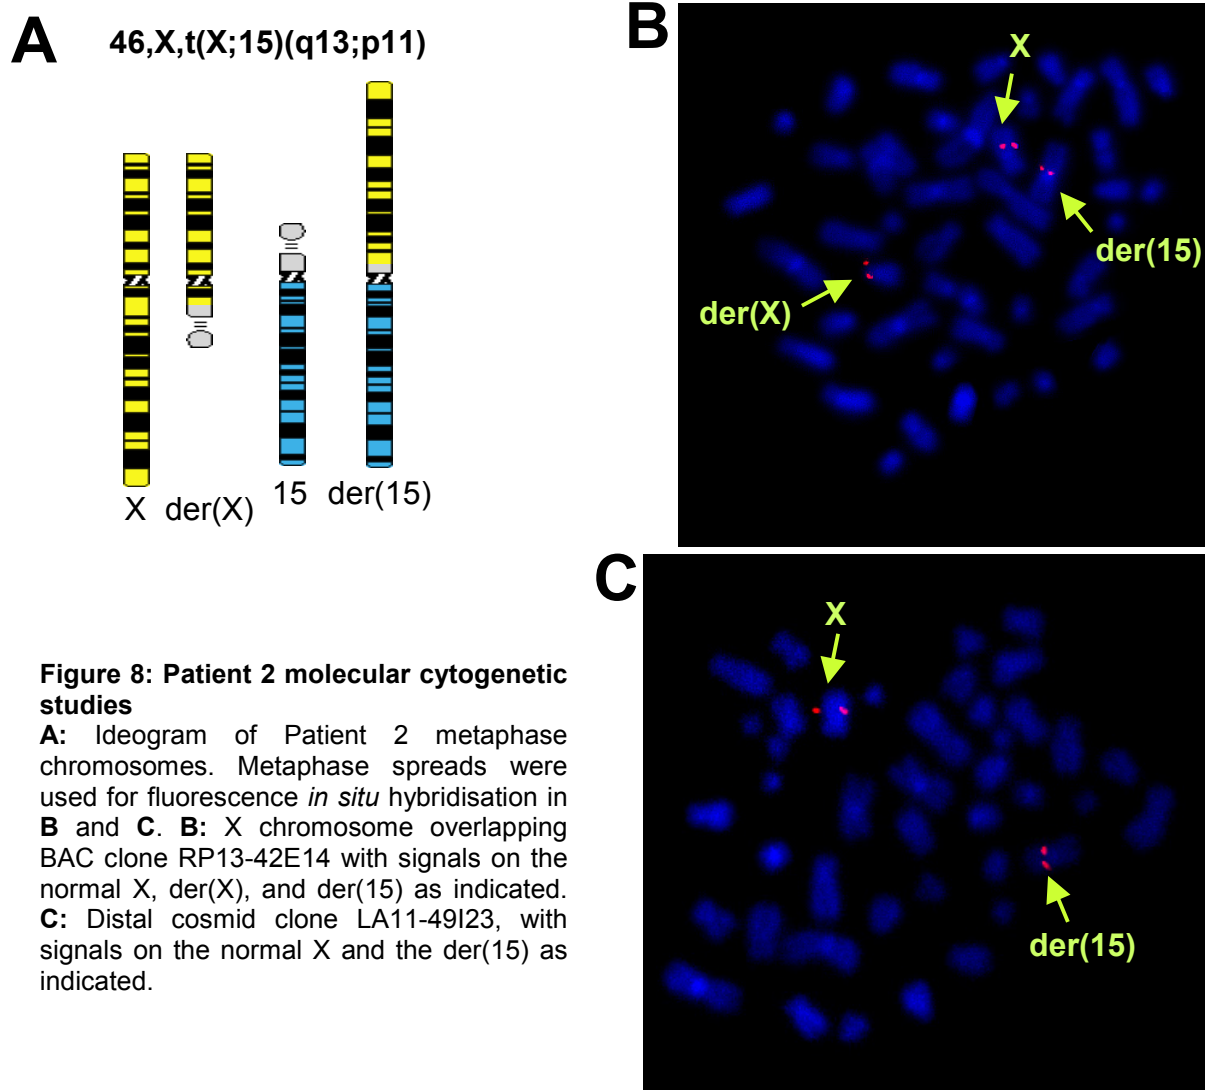 A
46,X,t(X;15)(q13;p11)
X der(X) 15 der(15)
B
X
der(15)
der(X)
C
X
der(15)
Figure 8: Patient 2 molecular cytogenetic
studies
A: Ideogram of Patient 2 metaphase
chromosomes. Metaphase spreads were
used for fluorescence in situ hybridisation in
B and C. B: X chromosome overlapping
BAC clone RP13-42E14 with signals on the
normal X, der(X), and der(15) as indicated.
C: Distal cosmid clone LA11-49I23, with
signals on the normal X and the der(15) as
indicated.